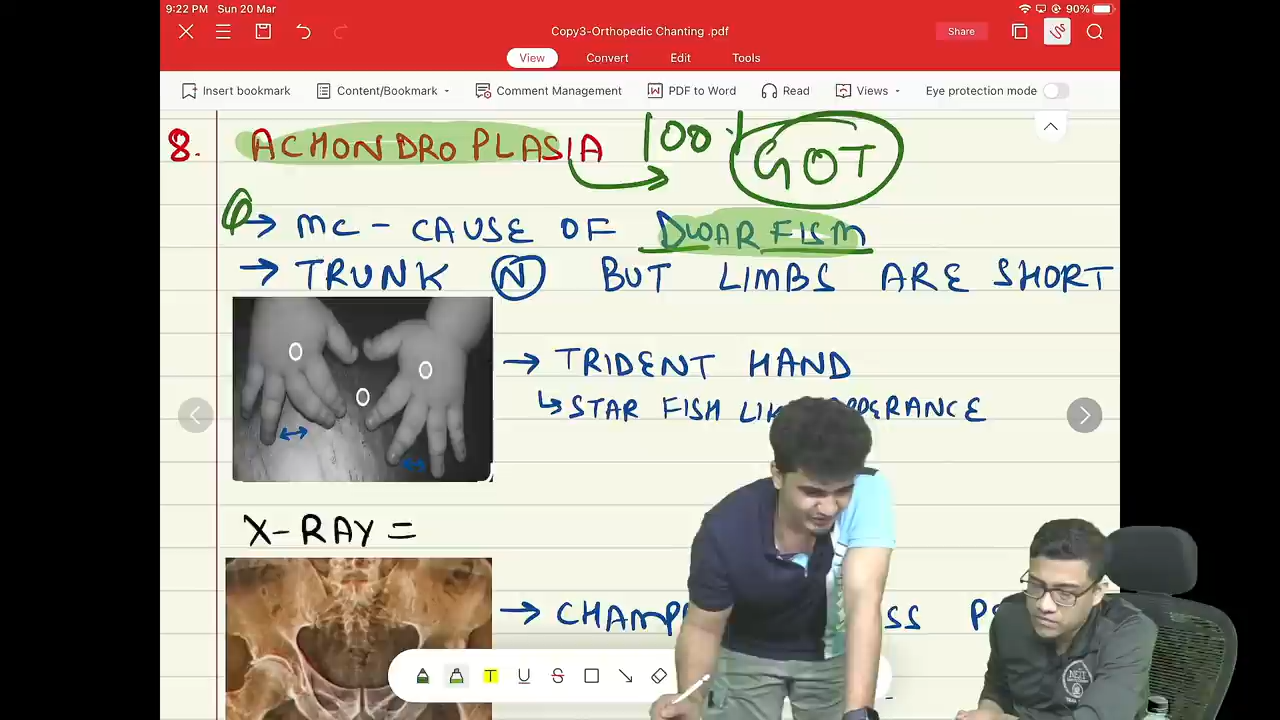 9:22 PM Sun 20 Mar 90%
Copy3-Orthopedic Chanting .pdf
Share
View Convert Edit Tools
Insert bookmark Content/Bookmark Comment Management PDF to Word Read Views Eye protection mode
8. ACHONDROPLASIA 100% GOT
→ MC - CAUSE OF DWARFISM
→ TRUNK N BUT LIMBS ARE SHORT
→ TRIDENT HAND
↳ STAR FISH
X-RAY =
→
T U S